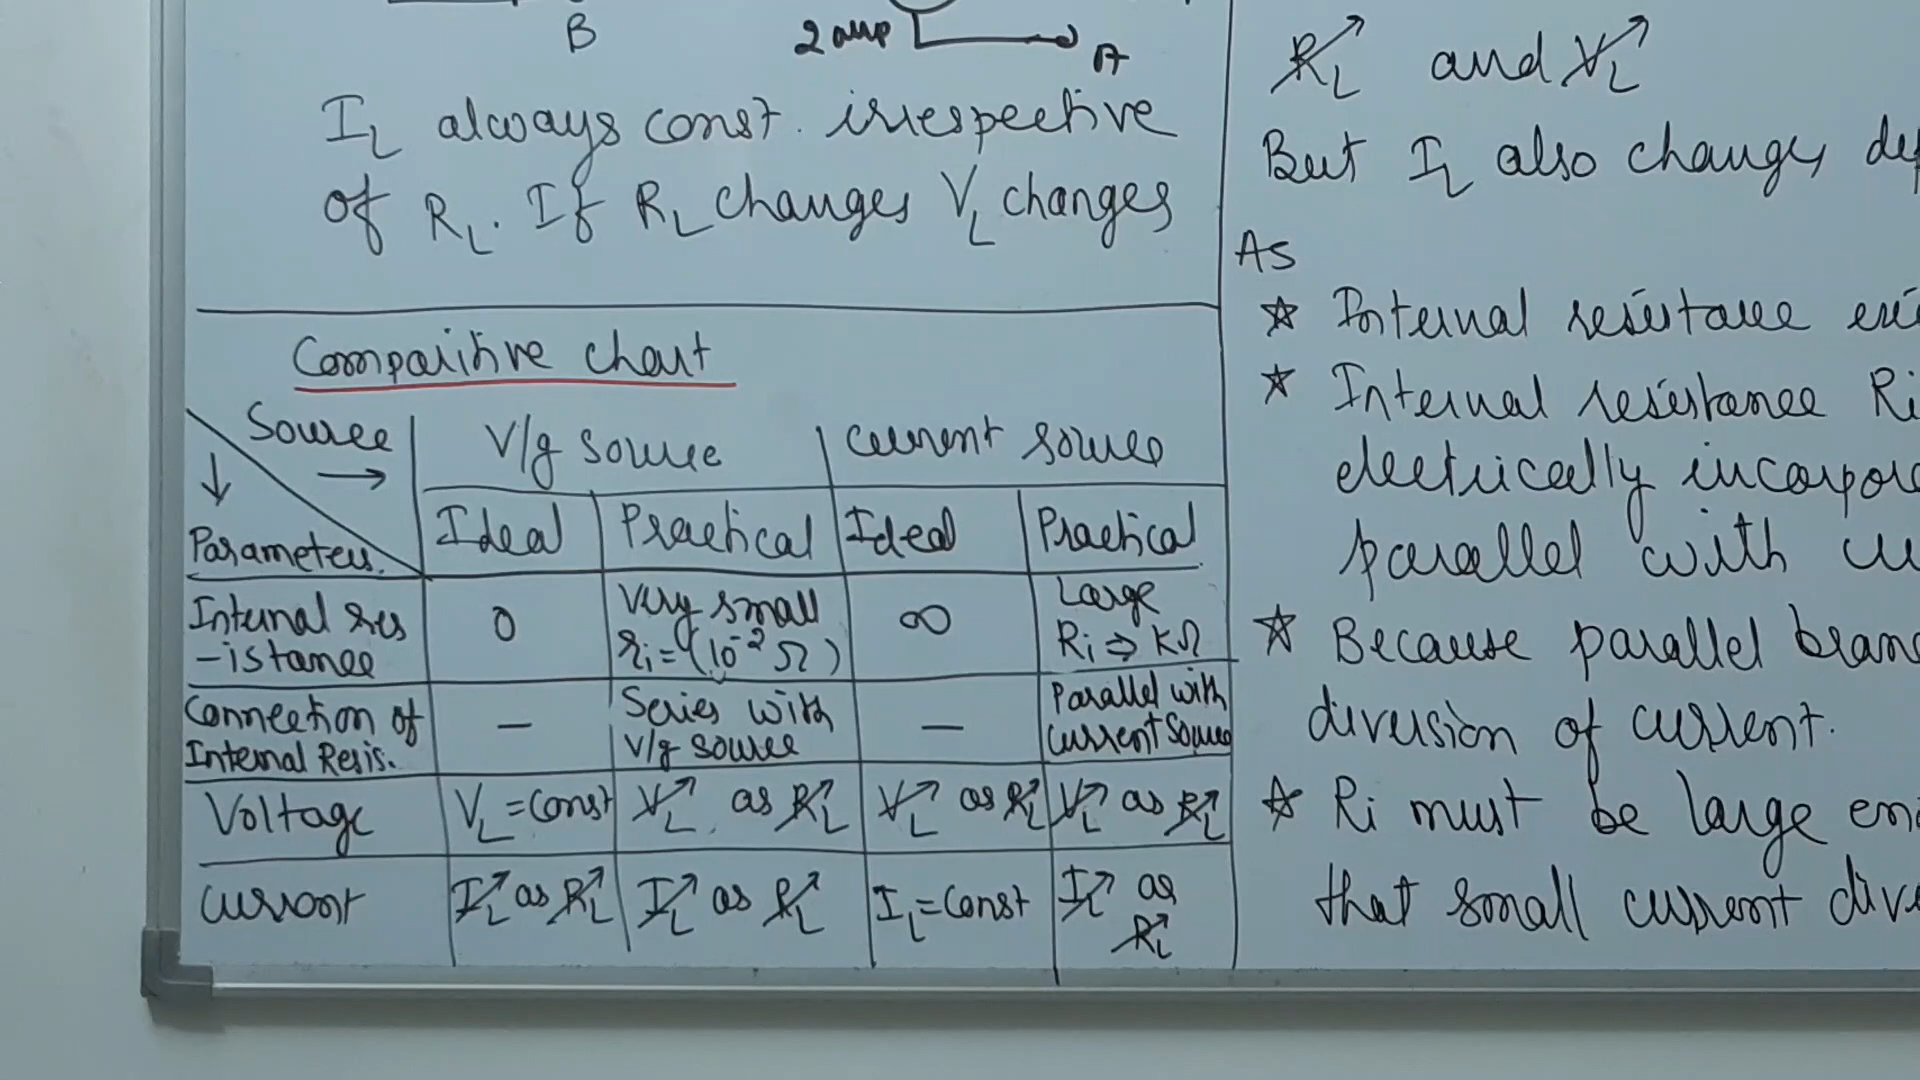 B
2 amp
A
I_L always const. irrespective
of R_L. If R_L changes V_L changes
Comparitive chart
Source →
↓ Parameters.
V/g source
Current source
Ideal
Practical
Ideal
Practical
Internal res
-istance
0
Very small
ri = (10⁻² Ω)
∞
Large
Ri ⇒ KΩ
Connection of
Internal Resis.
—
Series with
V/g source
—
Parallel with
current source
Voltage
V_L = Const
V_L↗ as R_L↗
V_L↗ as R_L↗
V_L↗ as R_L↗
Current
I_L↗ as R_L↗
I_L↗ as R_L↗
I_L = Const
I_L↗ as
R_L↗
R_L↗ and V_L↗
But I_L also changes
As
☆ Internal resistance
☆ Internal resistance Ri
electrically
parallel with
☆ Because parallel
diversion of current.
☆ Ri must be large
that small current